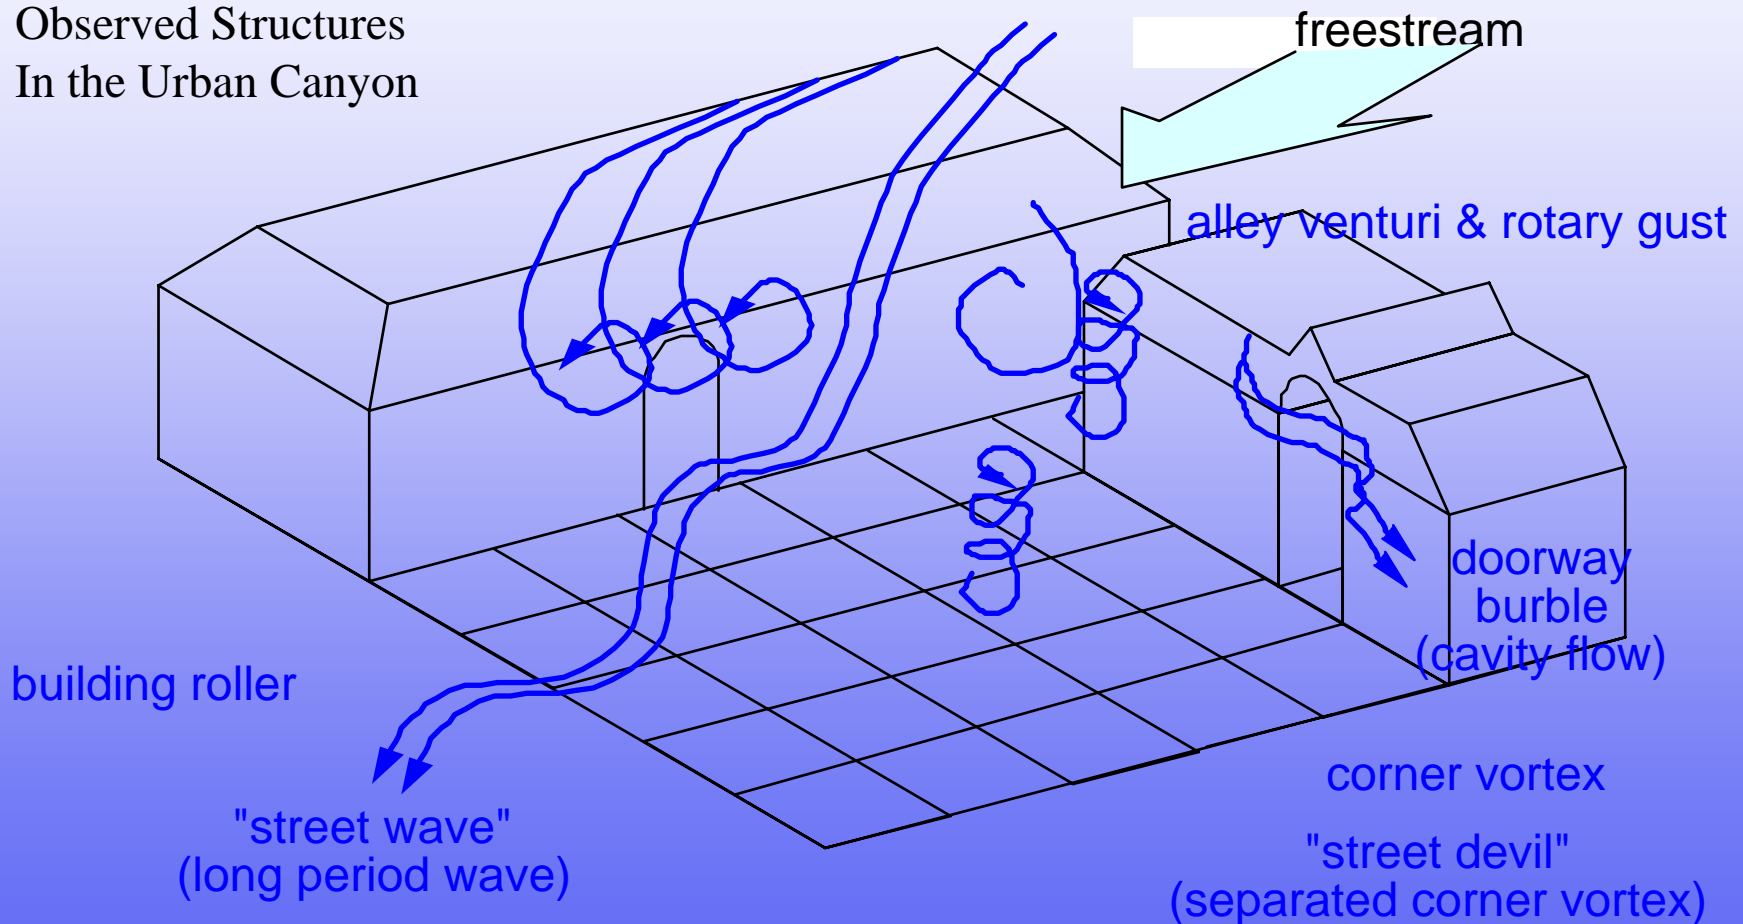 Observed Structures
In the Urban Canyon
freestream
alley venturi & rotary gust
doorway
burble
(cavity flow)
building roller
corner vortex
"street wave"
(long period wave)
"street devil"
(separated corner vortex)